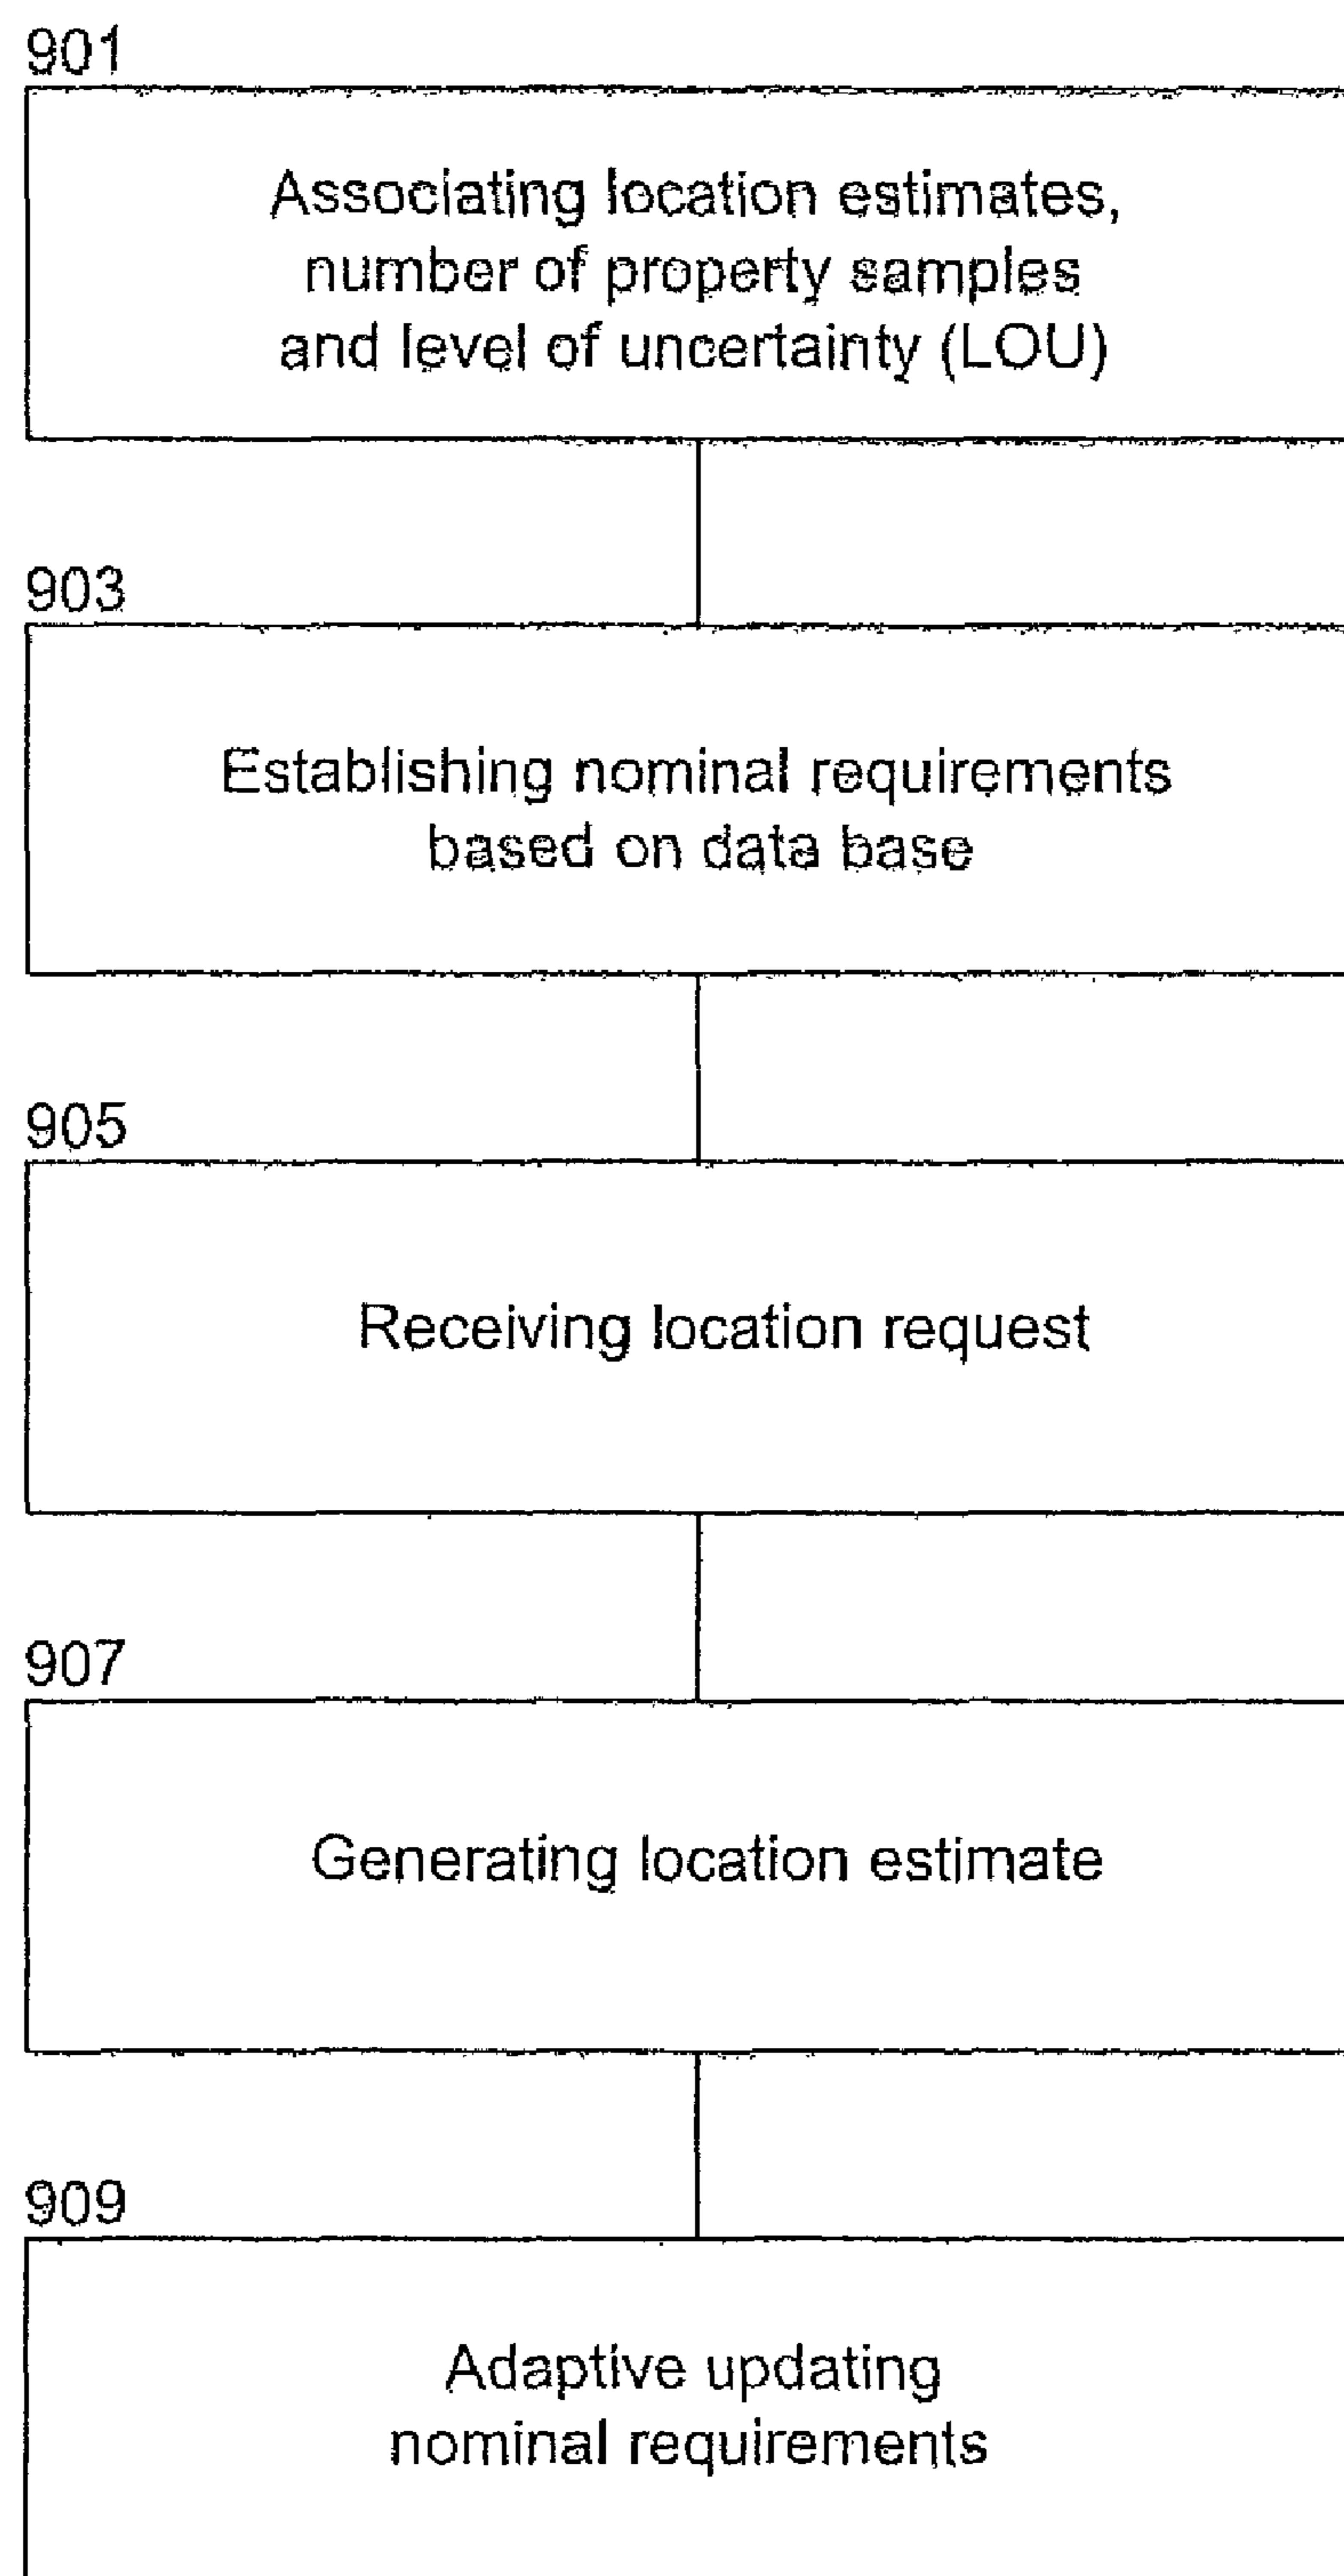 901
Associating location estimates,
number of property samples
and level of uncertainty (LOU)
903
Establishing nominal requirements
based on data base
905
Receiving location request
907
Generating location estimate
909
Adaptive updating
nominal requirements